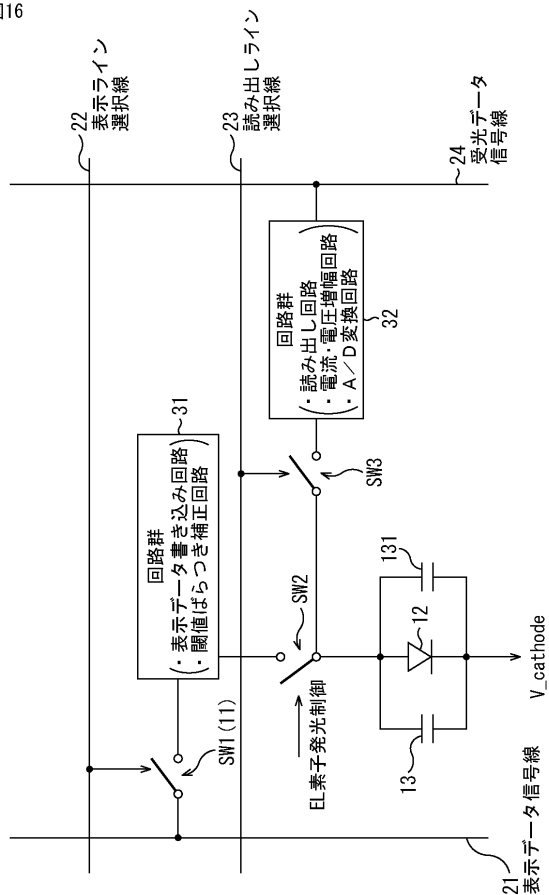 図16
22
表示ライン
選択線
23
読み出しライン
選択線
24
受光データ
信号線
31
回路群
・表示データ書き込み回路
・閾値ばらつき補正回路
32
回路群
・読み出し回路
・電流・電圧増幅回路
・A/D変換回路
SW1(11)
SW2
SW3
EL素子発光制御
13
12
131
V_cathode
21
表示データ信号線